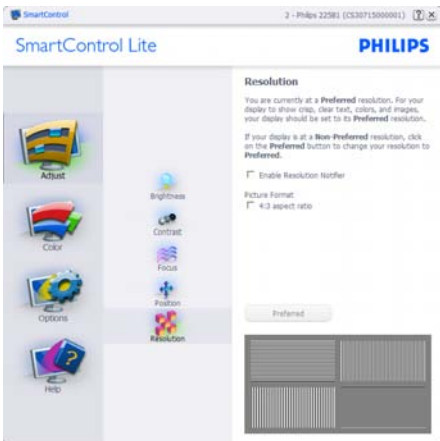 SmartControl
2 - Philips 225B1 (CS30715000001)
SmartControl Lite
PHILIPS
Adjust
Color
Options
Help
Brightness
Contrast
Focus
Position
Resolution
Resolution
You are currently at a Preferred resolution. For your
display to show crisp, clear text, colors, and images,
your display should be set to its Preferred resolution.
If your display is at a Non-Preferred resolution, click
on the Preferred button to change your resolution to
Preferred.
Enable Resolution Notifier
Picture Format
4:3 aspect ratio
Preferred